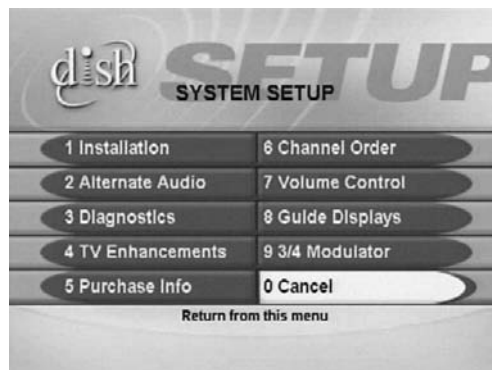 dish
SETUP
SYSTEM SETUP
1 Installation
2 Alternate Audio
3 Diagnostics
4 TV Enhancements
5 Purchase Info
6 Channel Order
7 Volume Control
8 Guide Displays
9 3/4 Modulator
0 Cancel
Return from this menu